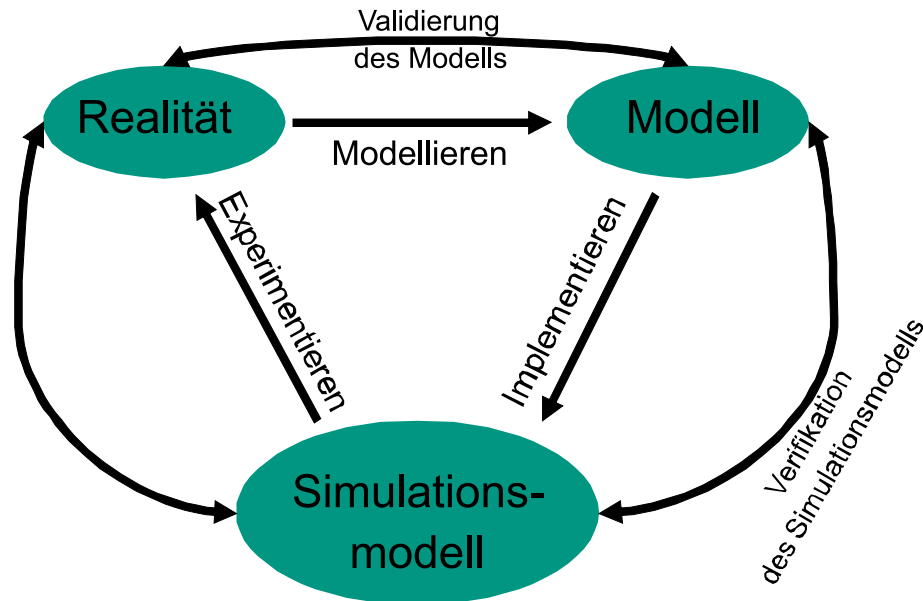 Validierung
des Modells
Realität
Modell
Modellieren
Experimentieren
Implementieren
Verifikation
des Simulationsmodells
Simulations-
modell